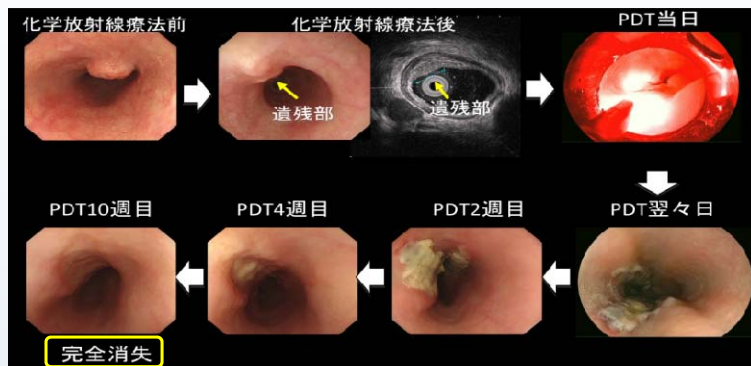 化学放射線療法前
化学放射線療法後
PDT当日
遺残部
遺残部
PDT10週目
PDT4週目
PDT2週目
PDT翌々日
完全消失